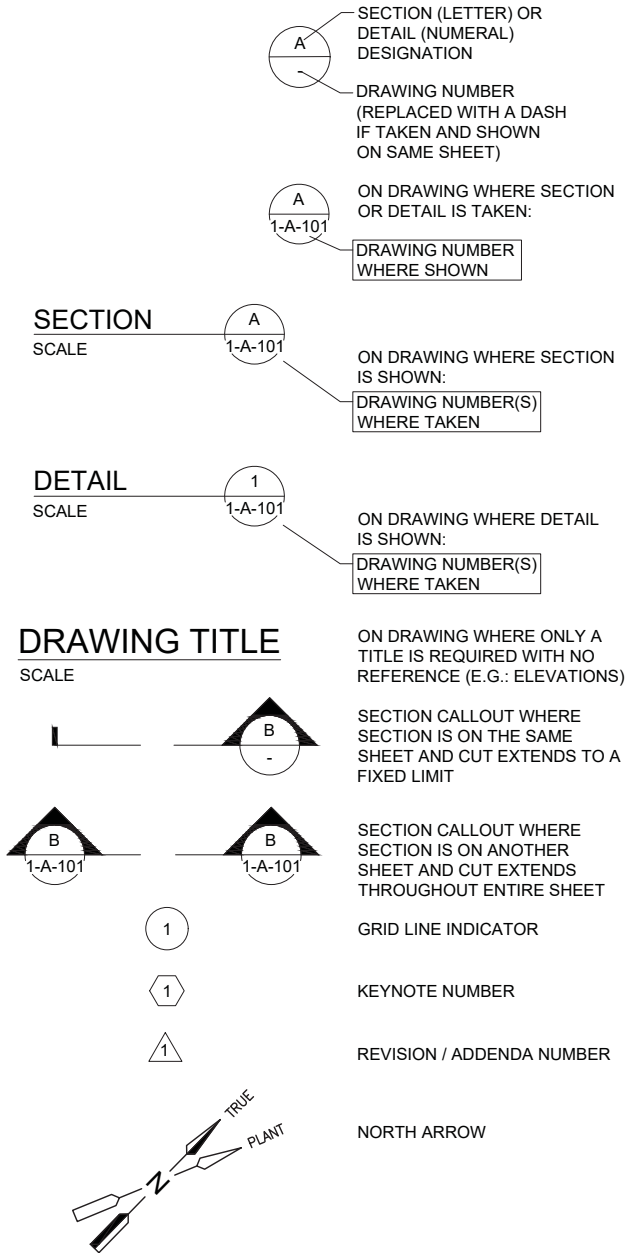 SECTION (LETTER) OR
DETAIL (NUMERAL)
DESIGNATION
A
-
DRAWING NUMBER
(REPLACED WITH A DASH
IF TAKEN AND SHOWN
ON SAME SHEET)
ON DRAWING WHERE SECTION
OR DETAIL IS TAKEN:
A
1-A-101
DRAWING NUMBER
WHERE SHOWN
SECTION
SCALE
A
1-A-101
ON DRAWING WHERE SECTION
IS SHOWN:
DRAWING NUMBER(S)
WHERE TAKEN
DETAIL
SCALE
1
1-A-101
ON DRAWING WHERE DETAIL
IS SHOWN:
DRAWING NUMBER(S)
WHERE TAKEN
DRAWING TITLE
SCALE
ON DRAWING WHERE ONLY A
TITLE IS REQUIRED WITH NO
REFERENCE (E.G.: ELEVATIONS)
B
-
SECTION CALLOUT WHERE
SECTION IS ON THE SAME
SHEET AND CUT EXTENDS TO A
FIXED LIMIT
B
1-A-101
B
1-A-101
SECTION CALLOUT WHERE
SECTION IS ON ANOTHER
SHEET AND CUT EXTENDS
THROUGHOUT ENTIRE SHEET
1
GRID LINE INDICATOR
1
KEYNOTE NUMBER
1
REVISION / ADDENDA NUMBER
TRUE
PLANT
N
NORTH ARROW